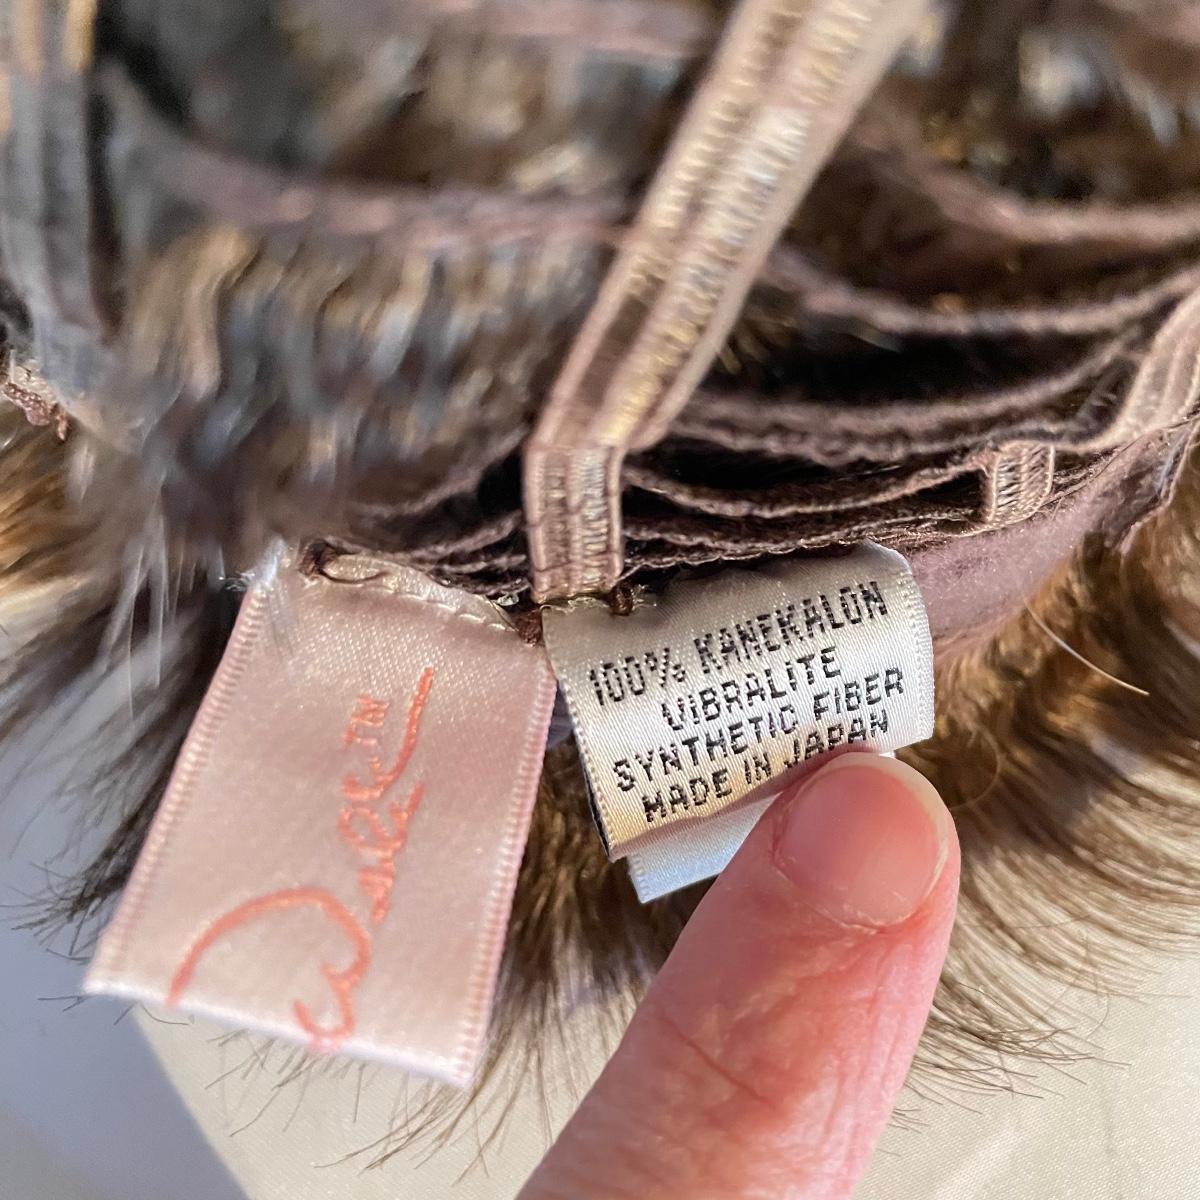 100% KANEKALON
VIBRALITE
SYNTHETIC FIBER
MADE IN JAPAN